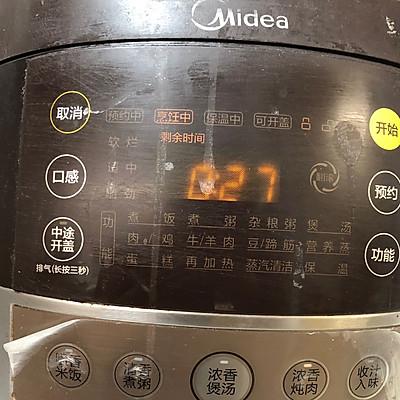 Midea
取消
预约中 烹饪中 保温中 可开盖
开始
软烂 剩余时间
适中
口感
0:27
预约
中途
开盖
排气(长按三秒)
功能
煮饭 煮粥 杂粮粥 煲汤
肉/鸡 牛/羊肉 豆/蹄筋 营养蒸
蛋糕 再加热 蒸汽清洁 保温
功能
米饭
煮粥
浓香
煲汤
浓香
炖肉
收汁
入味